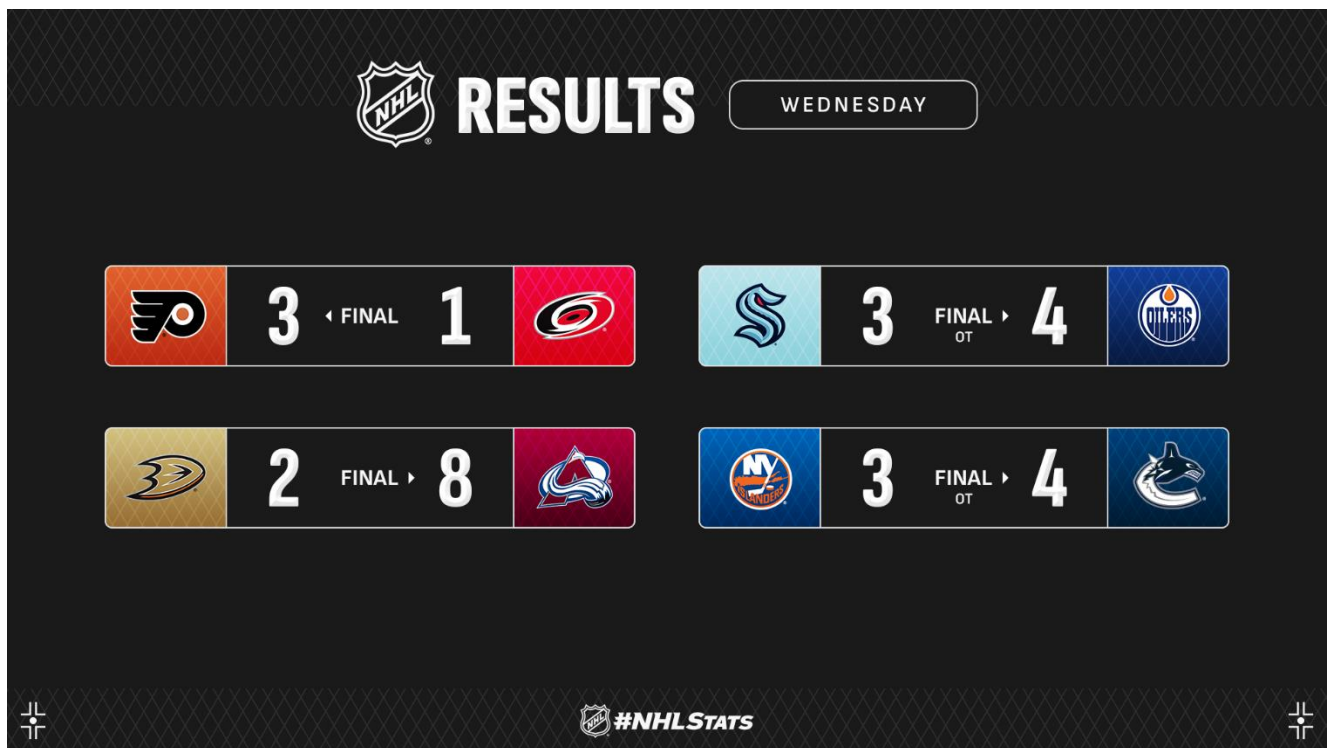 NHL RESULTS WEDNESDAY
3 FINAL 1
3 FINAL 4
OT
OILERS
2 FINAL 8
3 FINAL 4
OT
NY
ISLANDERS
NHL #NHLSTATS